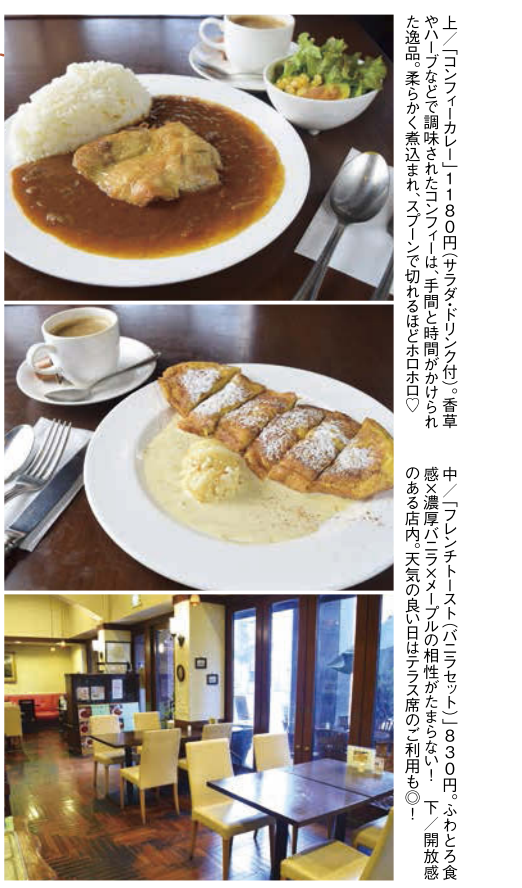 上／「コンフィーカレー」1180円（サラダ・ドリンク付）。香草
やハーブなどで調味されたコンフィーは、手間と時間がかけられ
た逸品。柔らかく煮込まれ、スプーンで切れるほどホロホロ♡
中／「フレンチトースト（バニラセット）」830円。ふわとろ食
感×濃厚バニラ×メープルの相性がたまらない！　下／開放感
のある店内。天気の良い日はテラス席のご利用も◎！